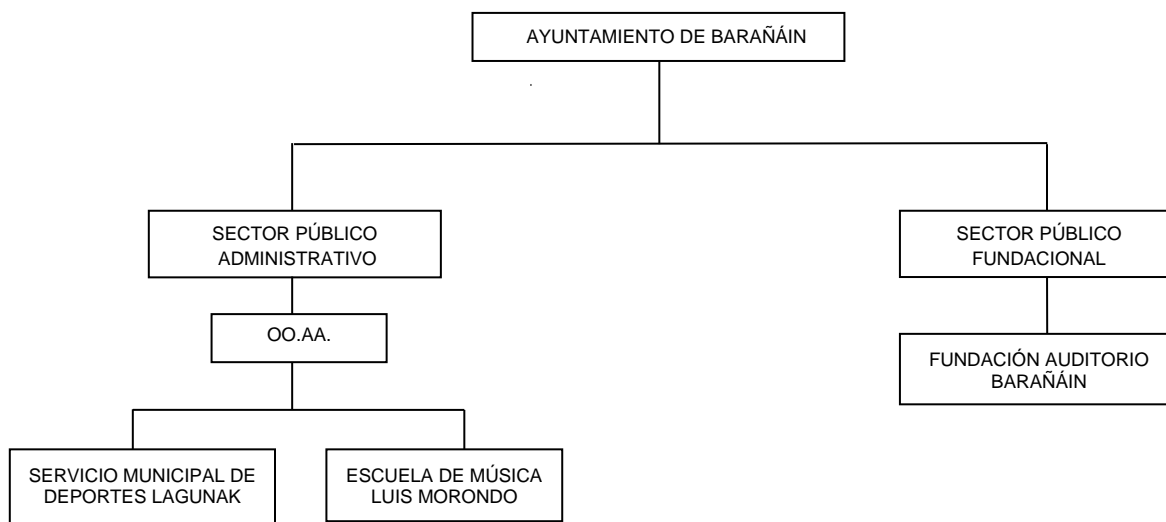 AYUNTAMIENTO DE BARAÑÁIN
SECTOR PÚBLICO
ADMINISTRATIVO
SECTOR PÚBLICO
FUNDACIONAL
OO.AA.
FUNDACIÓN AUDITORIO
BARAÑÁIN
SERVICIO MUNICIPAL DE
DEPORTES LAGUNAK
ESCUELA DE MÚSICA
LUIS MORONDO